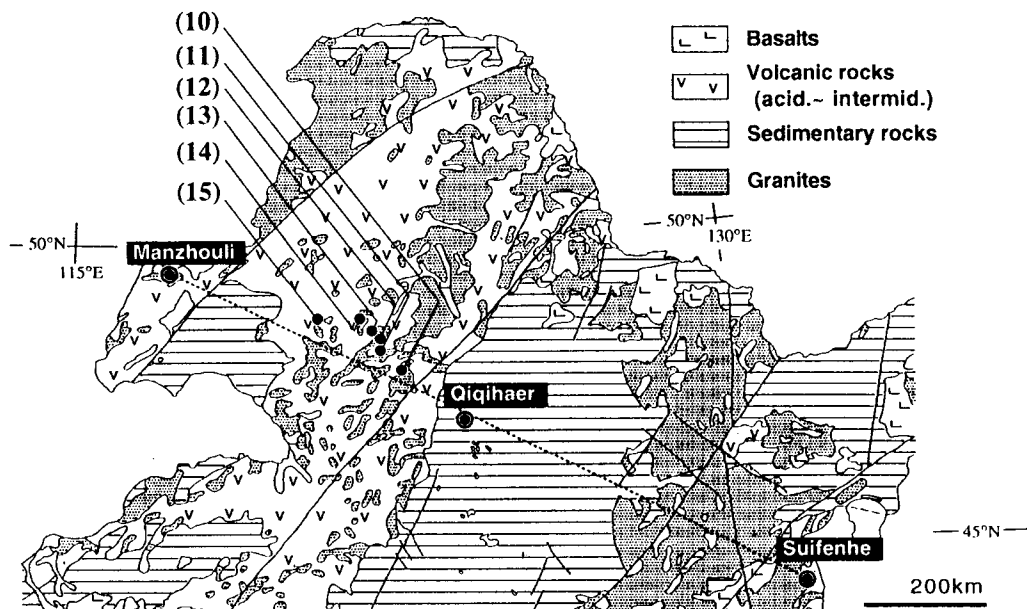 (10)
(11)
(12)
(13)
(14)
(15)
Basalts
Volcanic rocks
(acid.~ intermid.)
Sedimentary rocks
Granites
50°N
115°E
Manzhouli
50°N
130°E
Qiqihaer
45°N
Suifenhe
200km